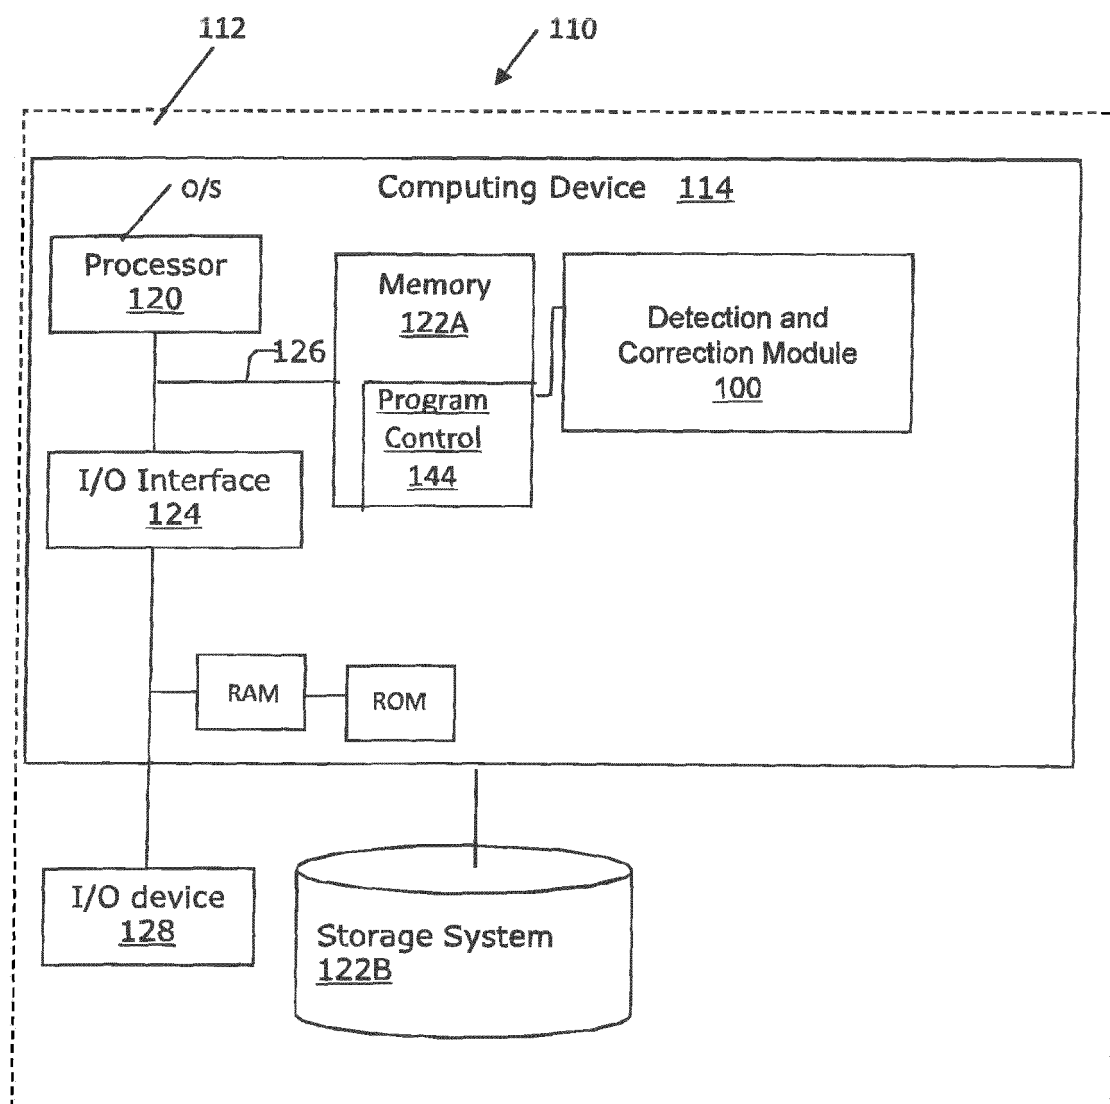 112
110
O/S
Computing Device 114
Processor
120
Memory
122A
Detection and
Correction Module
100
126
Program
Control
144
I/O Interface
124
RAM
ROM
I/O device
128
Storage System
122B